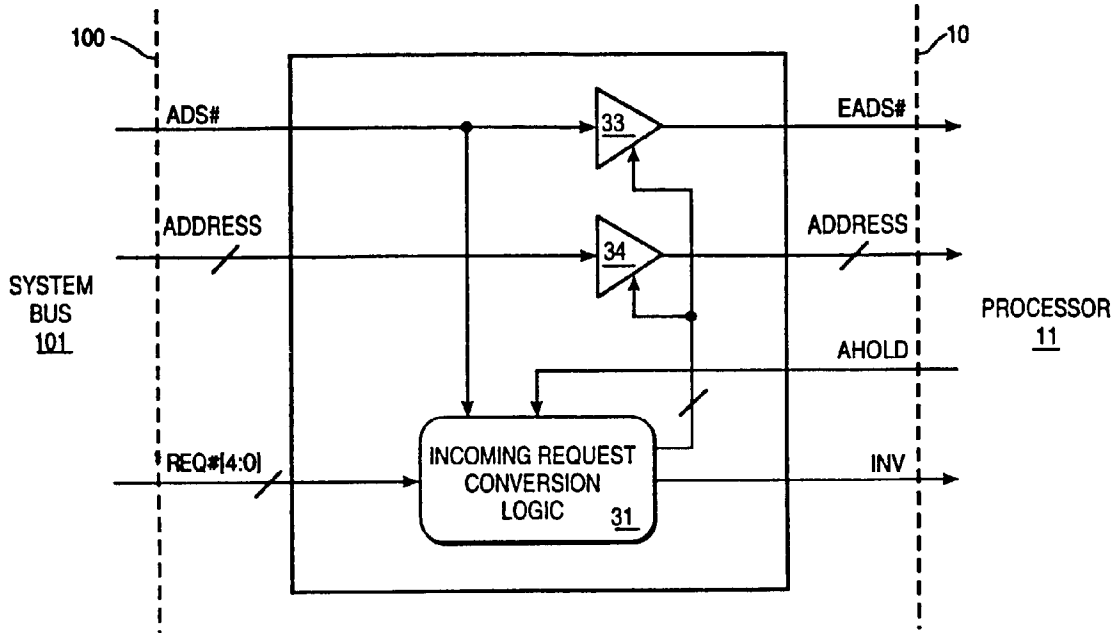 100
10
ADS#
33
EADS#
ADDRESS
34
ADDRESS
SYSTEM
BUS
101
PROCESSOR
11
AHOLD
REQ#[4:0]
INCOMING REQUEST
CONVERSION
LOGIC
31
INV